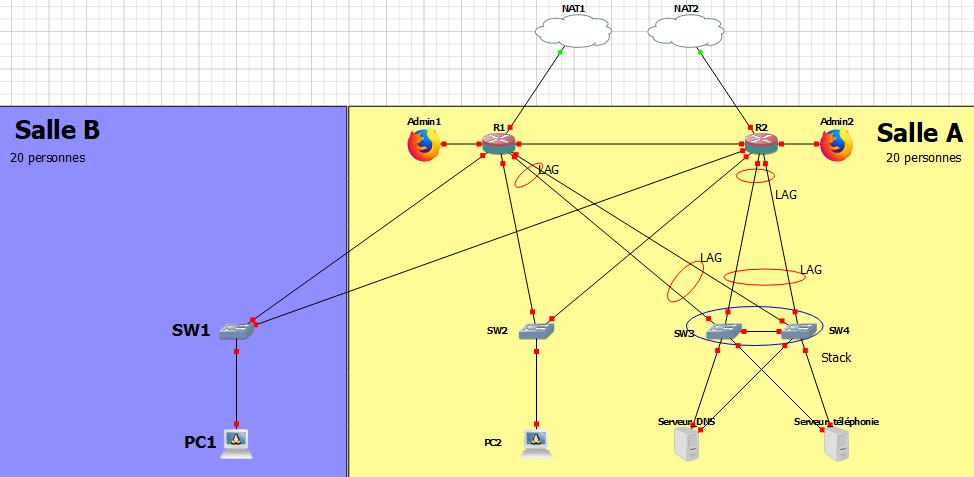 NAT1
NAT2
Salle B
20 personnes
Admin1
R1
R2
Admin2
Salle A
20 personnes
LAG
LAG
LAG
LAG
SW1
SW2
SW3
SW4
Stack
Serveur DNS
Serveur téléphonie
PC1
PC2